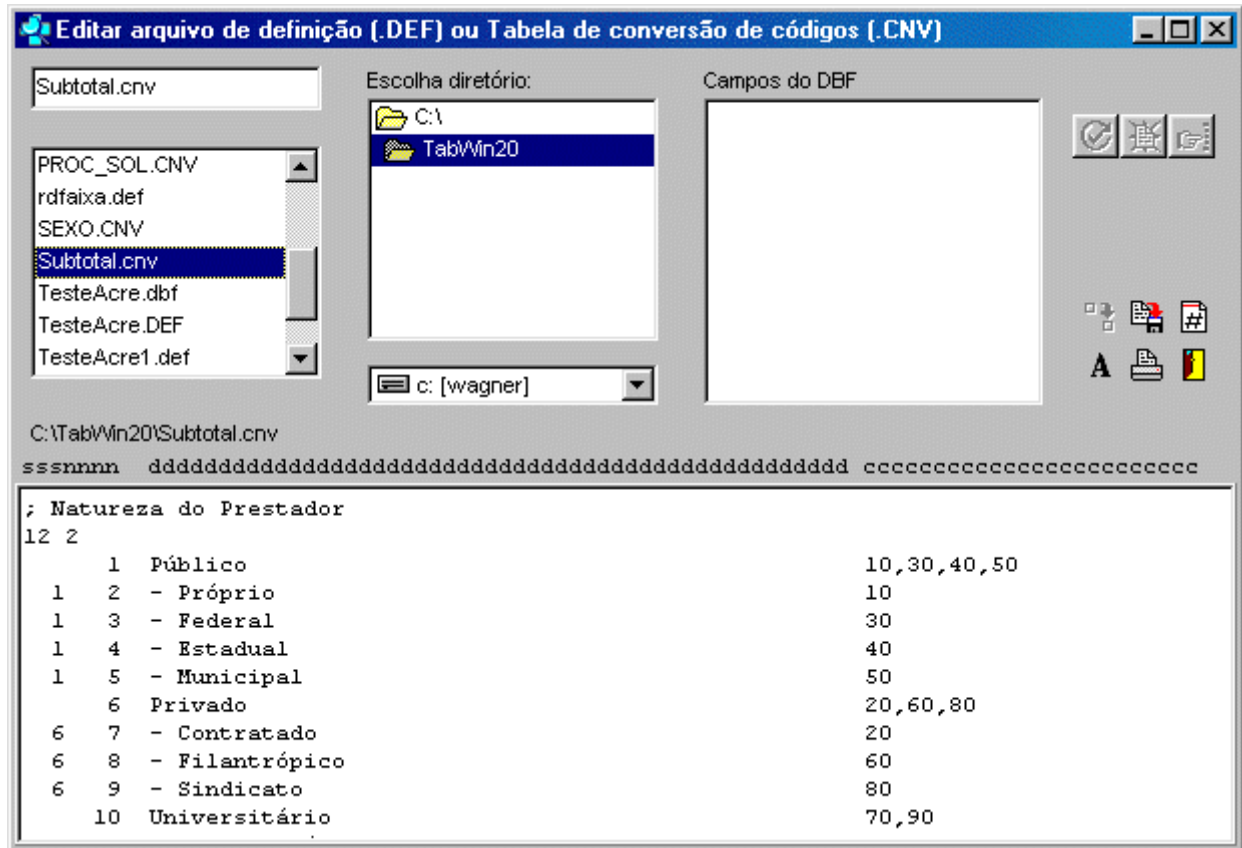 Editar arquivo de definição (.DEF) ou Tabela de conversão de códigos (.CNV)
Subtotal.cnv
Escolha diretório:
Campos do DBF
C:\
TabWin20
PROC_SOL.CNV
rdfaixa.def
SEXO.CNV
Subtotal.cnv
TesteAcre.dbf
TesteAcre.DEF
TesteAcre1.def
c: [wagner]
#
A
C:\TabWin20\Subtotal.cnv
sssnnnn dddddddddddddddddddddddddddddddddddddddddddddddddd cccccccccccccccccccccccc
; Natureza do Prestador
12 2
1 Público 10,30,40,50
1 2 - Próprio 10
1 3 - Federal 30
1 4 - Estadual 40
1 5 - Municipal 50
6 Privado 20,60,80
6 7 - Contratado 20
6 8 - Filantrópico 60
6 9 - Sindicato 80
10 Universitário 70,90